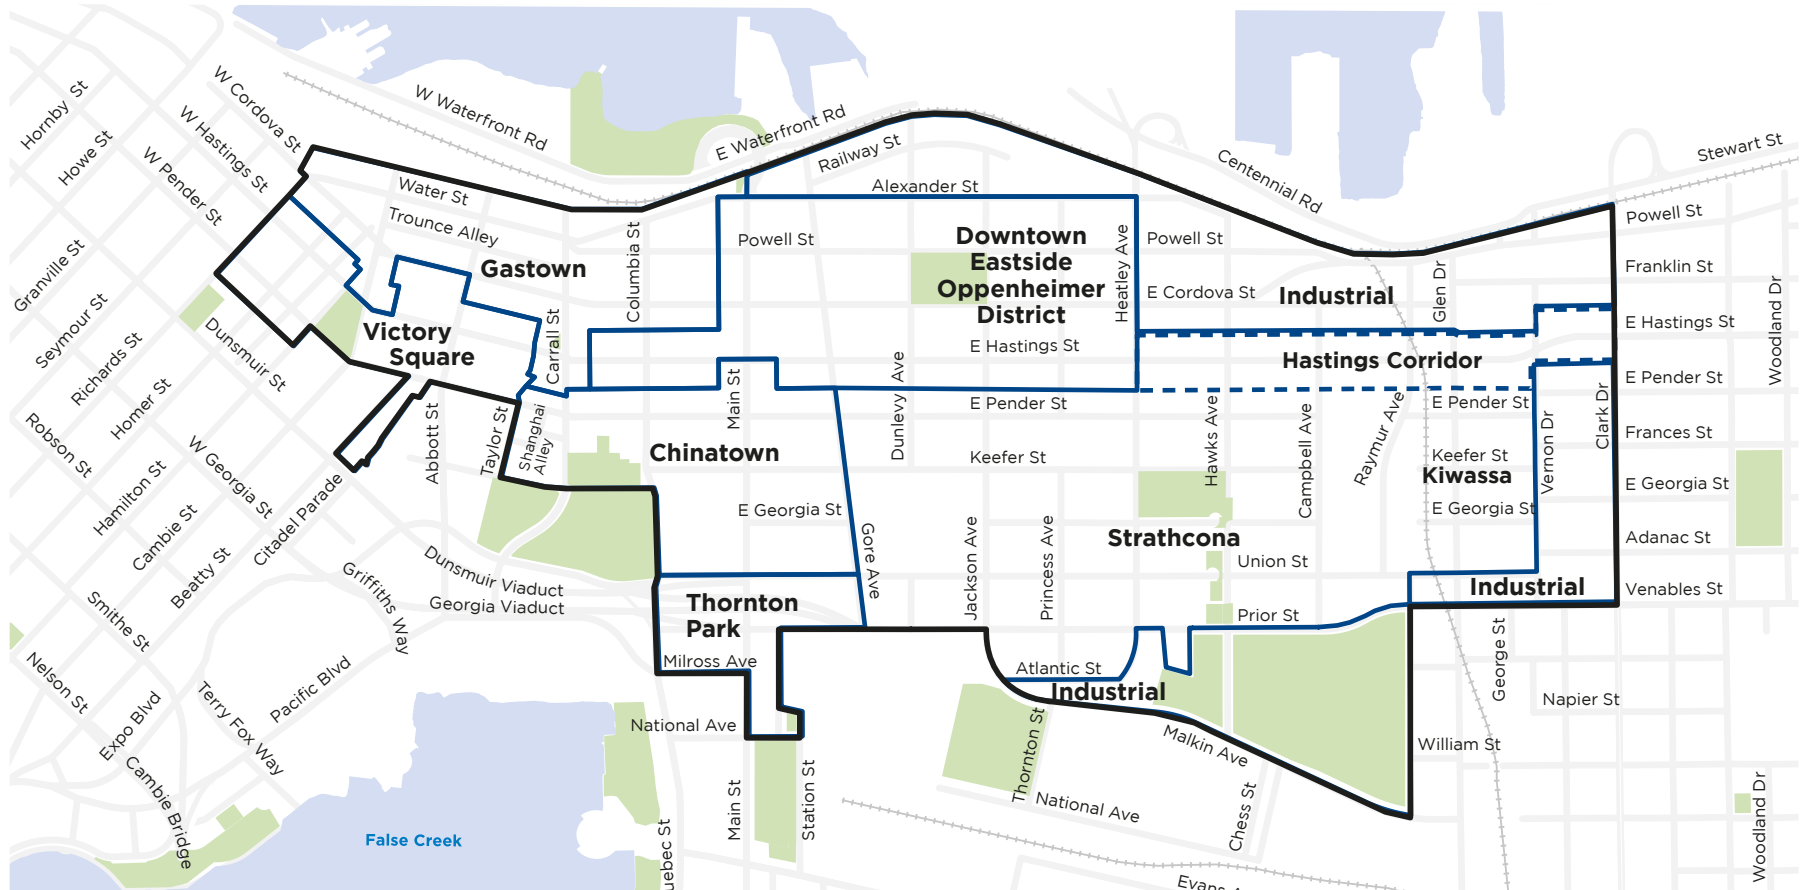 Hornby St
Howe St
W Cordova St
W Hastings St
W Pender St
W Waterfront Rd
E Waterfront Rd
Railway St
Centennial Rd
Stewart St
Water St
Trounce Alley
Gastown
Columbia St
Alexander St
Powell St
Downtown
Eastside
Oppenheimer
District
Heatley Ave
Powell St
E Cordova St
Industrial
Glen Dr
Powell St
Franklin St
E Hastings St
Woodland Dr
Granville St
Seymour St
Richards St
Dunsmuir St
Homer St
Victory
Square
Carrall St
E Hastings St
Hastings Corridor
E Pender St
Main St
Dunlevy Ave
E Pender St
Hawks Ave
Campbell Ave
Raymur Ave
E Pender St
Vernon Dr
Clark Dr
Frances St
Robson St
Hamilton St
W Georgia St
Cambie St
Beatty St
Citadel Parade
Abbott St
Taylor St
Shanghai
Alley
Chinatown
Keefer St
Keefer St
Kiwassa
E Georgia St
E Georgia St
E Georgia St
Strathcona
Gore Ave
Jackson Ave
Princess Ave
Union St
Adanac St
Dunsmuir Viaduct
Georgia Viaduct
Griffiths Way
Smithe St
Thornton
Park
Prior St
Industrial
Venables St
Nelson St
Expo Blvd
Terry Fox Way
Pacific Blvd
Milross Ave
National Ave
Atlantic St
Industrial
George St
Napier St
William St
Malkin Ave
Thornton St
National Ave
Chess St
Cambie Bridge
False Creek
Main St
Station St
Woodland Dr